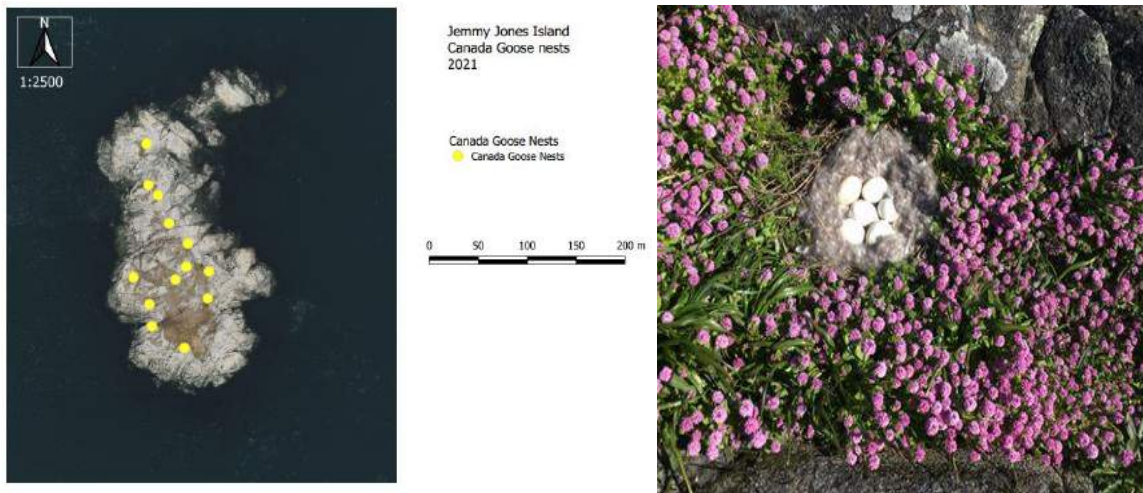 N
1:2500
Jemmy Jones Island
Canada Goose nests
2021
Canada Goose Nests
Canada Goose Nests
0 50 100 150 200 m